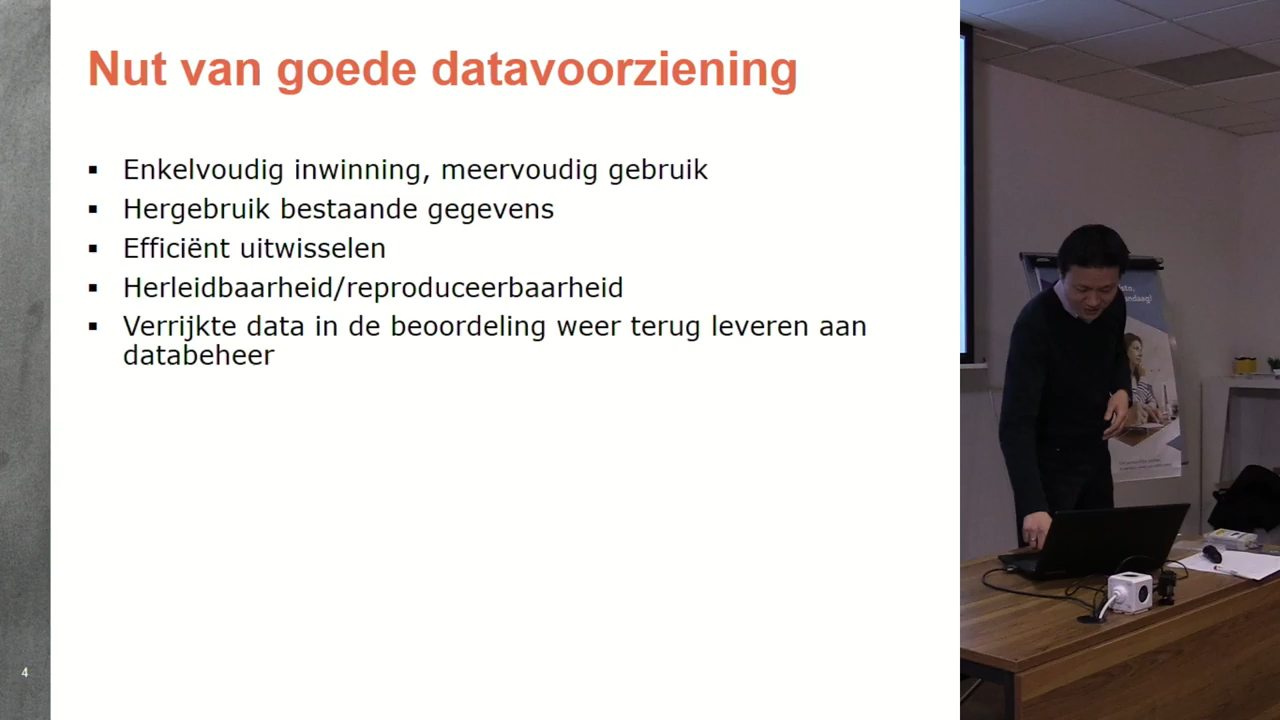 Nut van goede datavoorziening
▪ Enkelvoudig inwinning, meervoudig gebruik
▪ Hergebruik bestaande gegevens
▪ Efficiënt uitwisselen
▪ Herleidbaarheid/reproduceerbaarheid
▪ Verrijkte data in de beoordeling weer terug leveren aan
databeheer
4